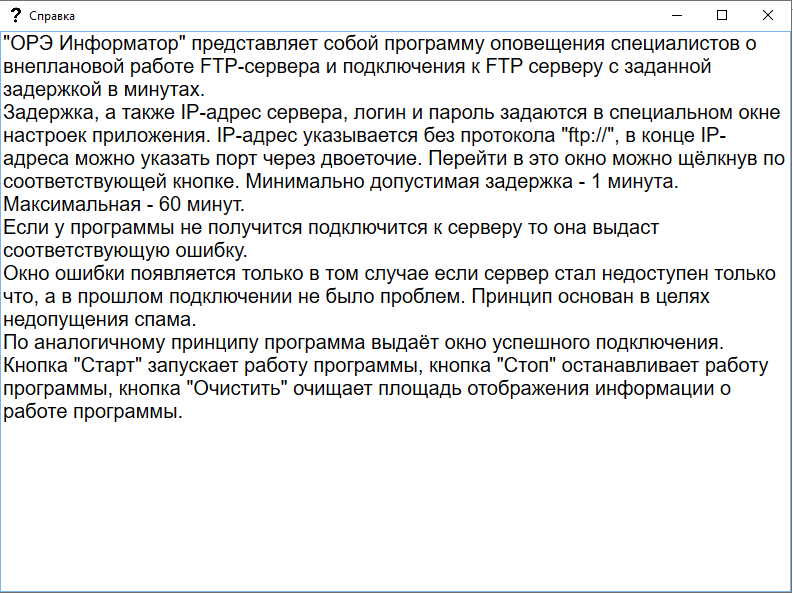 Справка
"ОРЭ Информатор" представляет собой программу оповещения специалистов о
внеплановой работе FTP-сервера и подключения к FTP серверу с заданной
задержкой в минутах.
Задержка, а также IP-адрес сервера, логин и пароль задаются в специальном окне
настроек приложения. IP-адрес указывается без протокола "ftp://", в конце IP-
адреса можно указать порт через двоеточие. Перейти в это окно можно щёлкнув по
соответствующей кнопке. Минимально допустимая задержка - 1 минута.
Максимальная - 60 минут.
Если у программы не получится подключится к серверу то она выдаст
соответствующую ошибку.
Окно ошибки появляется только в том случае если сервер стал недоступен только
что, а в прошлом подключении не было проблем. Принцип основан в целях
недопущения спама.
По аналогичному принципу программа выдаёт окно успешного подключения.
Кнопка "Старт" запускает работу программы, кнопка "Стоп" останавливает работу
программы, кнопка "Очистить" очищает площадь отображения информации о
работе программы.